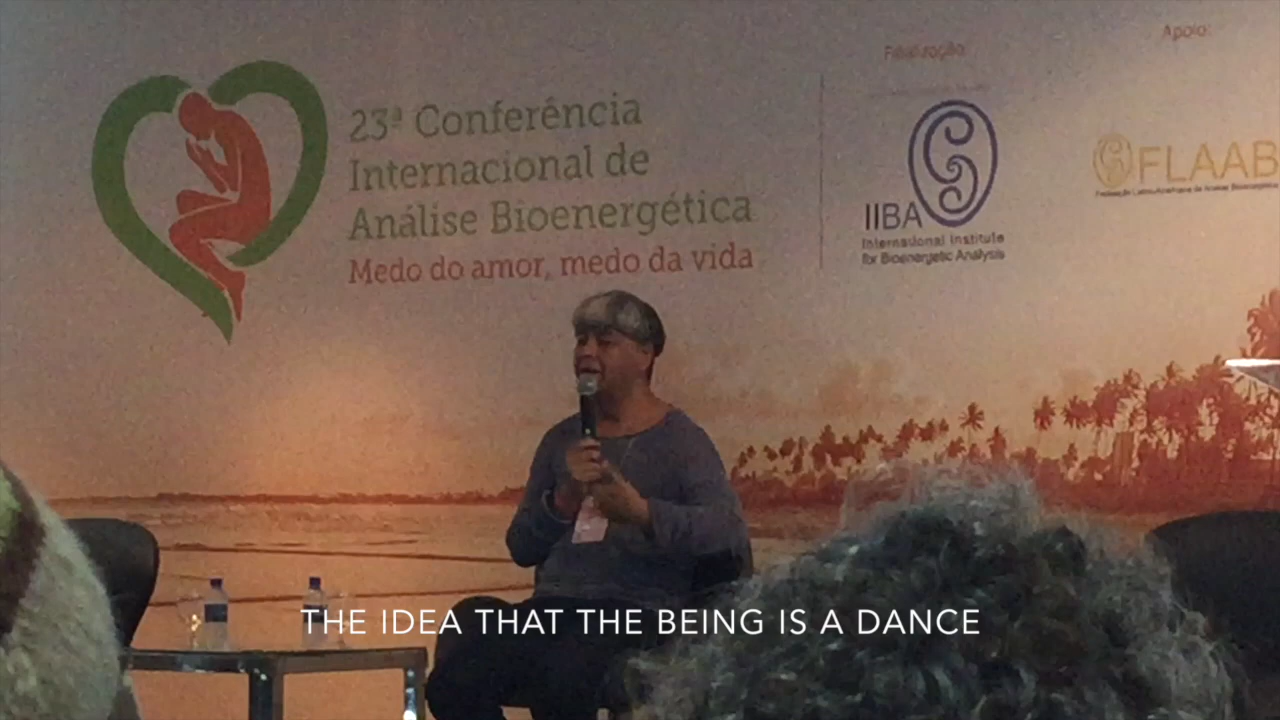 23ª Conferência
Internacional de
Análise Bioenergética
Medo do amor, medo da vida
Apoio:
IIBA
International Institute
for Bioenergetic Analysis
FLAAB
THE IDEA THAT THE BEING IS A DANCE